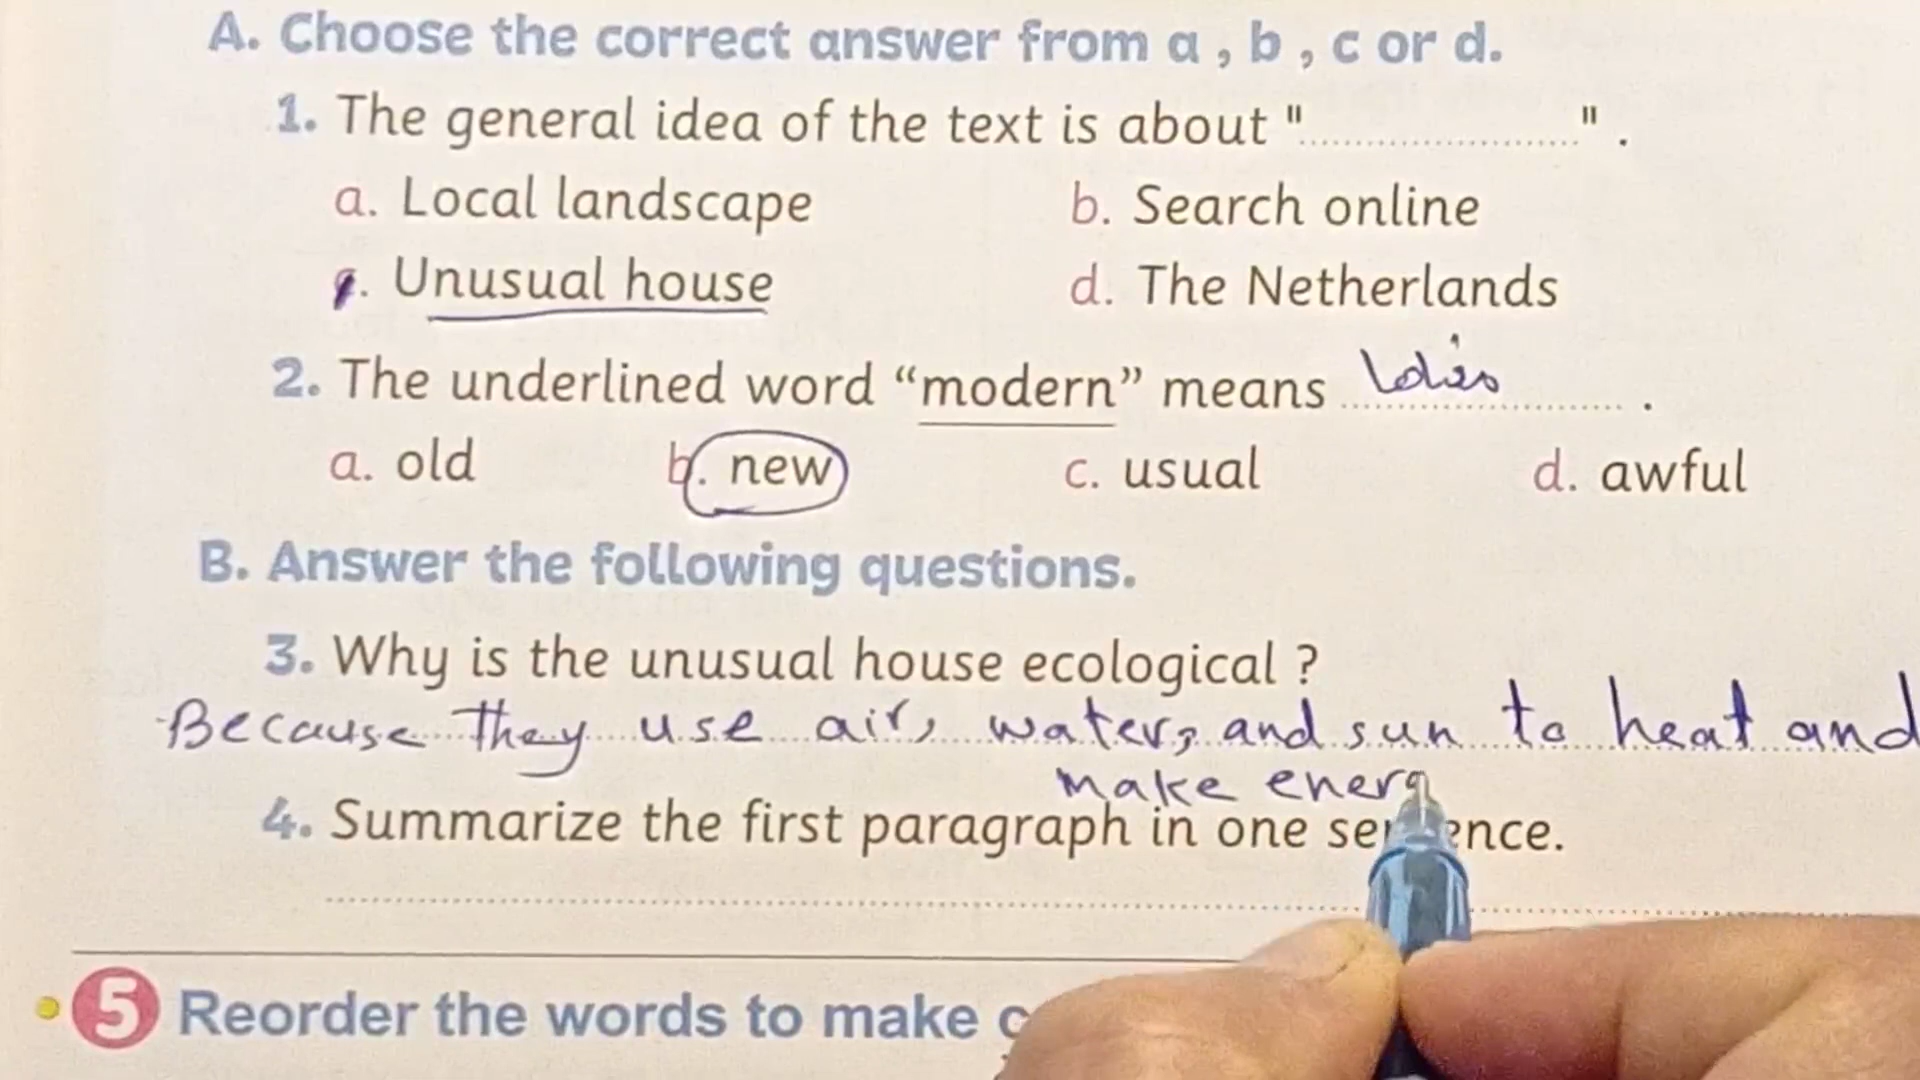 A. Choose the correct answer from a , b , c or d.
1. The general idea of the text is about "....................." .
a. Local landscape b. Search online
. Unusual house d. The Netherlands
2. The underlined word “modern” means ..................... .
a. old b. new c. usual d. awful
B. Answer the following questions.
3. Why is the unusual house ecological ?
Because they use air, water, and sun to heat and
make energ
4. Summarize the first paragraph in one
5 Reorder the words to make